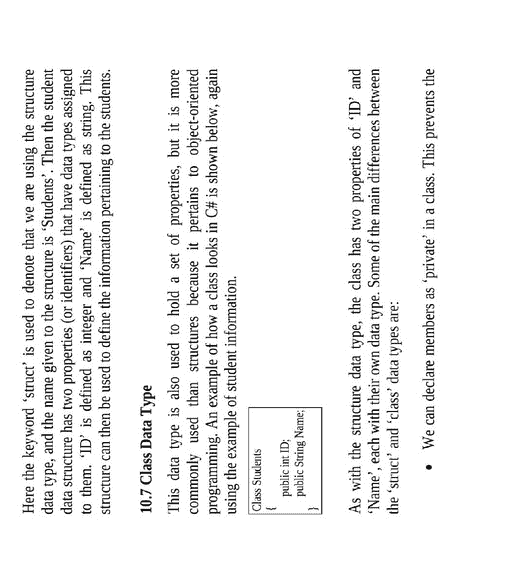 Here the keyword ‘struct’ is used to denote that we are using the structure
data type, and the name given to the structure is ‘Students’. Then the student
data structure has two properties (or identifiers) that have data types assigned
to them. ‘ID’ is defined as integer and ‘Name’ is defined as string. This
structure can then be used to define the information pertaining to the students.
10.7 Class Data Type
This data type is also used to hold a set of properties, but it is more
commonly used than structures because it pertains to object-oriented
programming. An example of how a class looks in C# is shown below, again
using the example of student information.
Class Students
{
public int ID;
public String Name;
}
As with the structure data type, the class has two properties of ‘ID’ and
‘Name’, each with their own data type. Some of the main differences between
the ‘struct’ and ‘class’ data types are:
• We can declare members as ‘private’ in a class. This prevents the